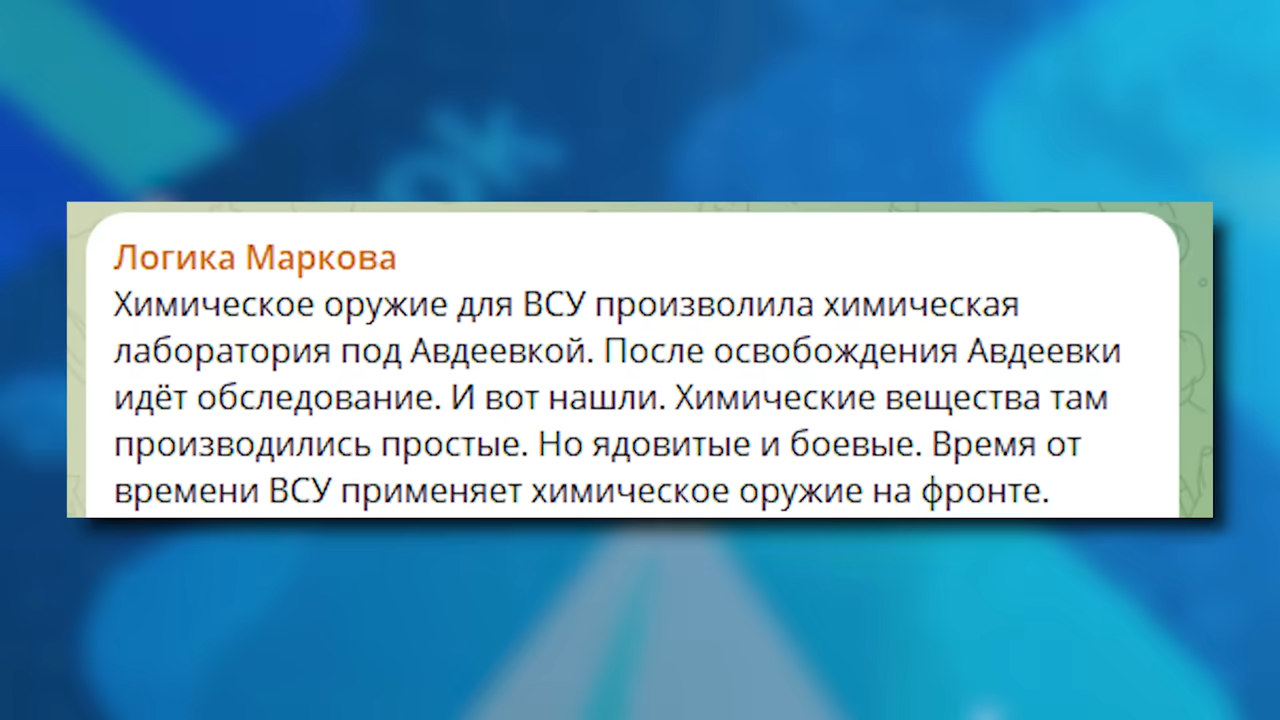 ок
Логика Маркова
Химическое оружие для ВСУ произволила химическая
лаборатория под Авдеевкой. После освобождения Авдеевки
идёт обследование. И вот нашли. Химические вещества там
производились простые. Но ядовитые и боевые. Время от
времени ВСУ применяет химическое оружие на фронте.